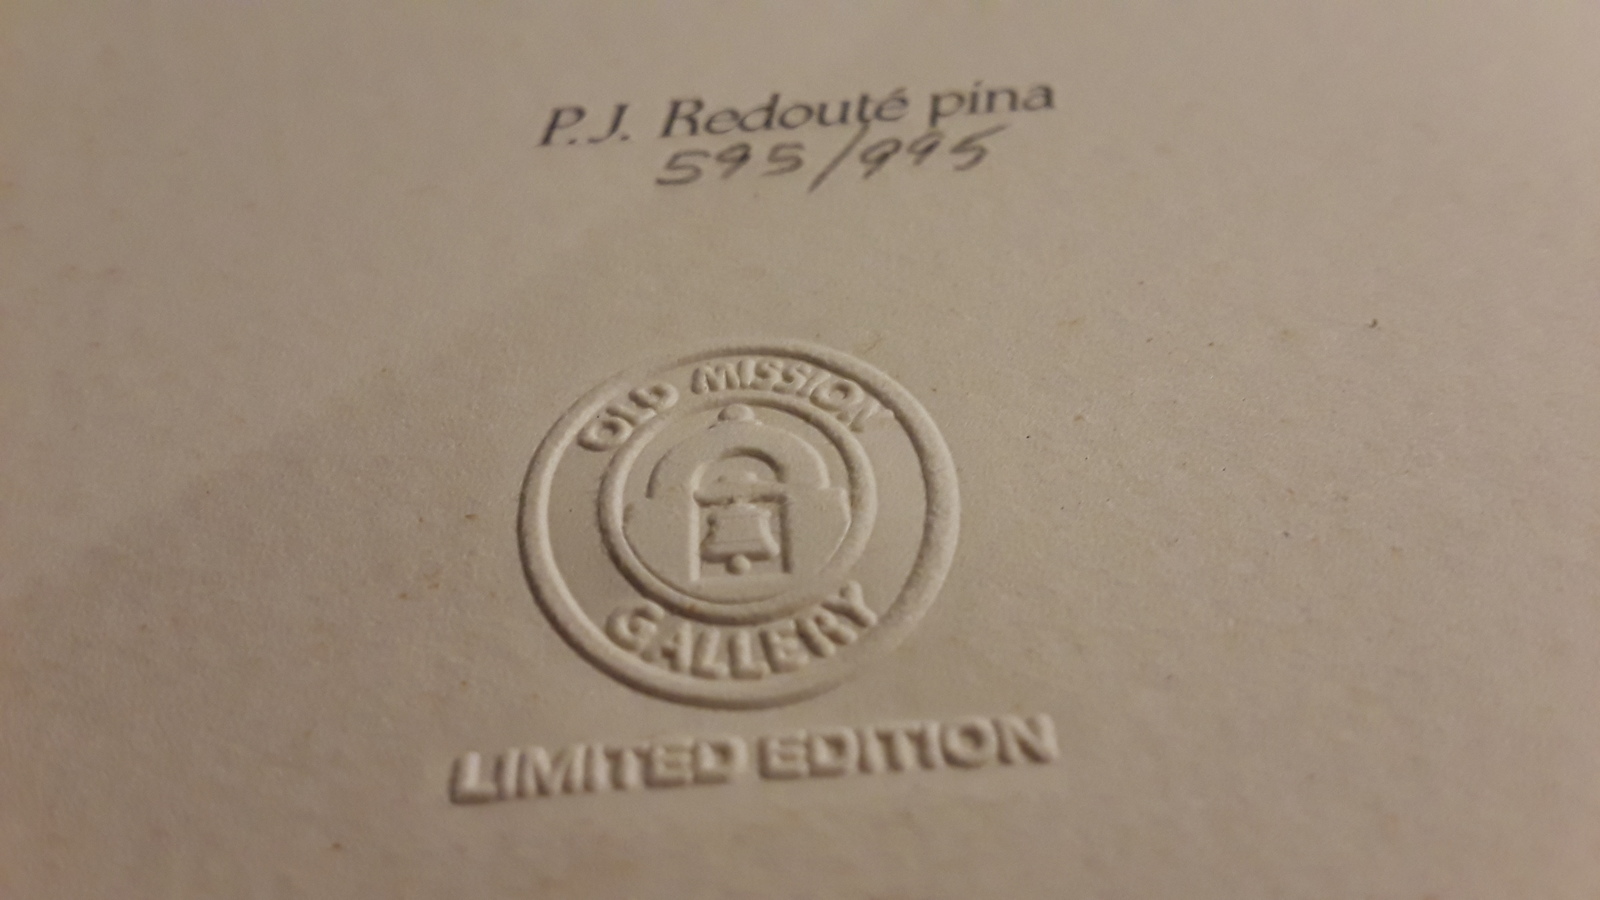 P.J. Redouté pina
595/995
OLD MISSION
GALLERY
LIMITED EDITION